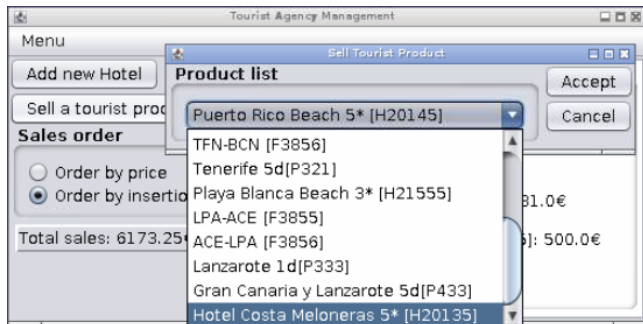 Tourist Agency Management
Menu
Sell Tourist Product
Add new Hotel
Product list
Accept
Sell a tourist prod
Puerto Rico Beach 5* [H20145]
Cancel
Sales order
TFN-BCN [F3856]
Order by price
Tenerife 5d[P321]
Order by insertio
Playa Blanca Beach 3* [H21555]
31.0€
LPA-ACE [F3855]
Total sales: 6173.25€
ACE-LPA [F3856]
]: 500.0€
Lanzarote 1d[P333]
Gran Canaria y Lanzarote 5d[P433]
Hotel Costa Meloneras 5* [H20135]